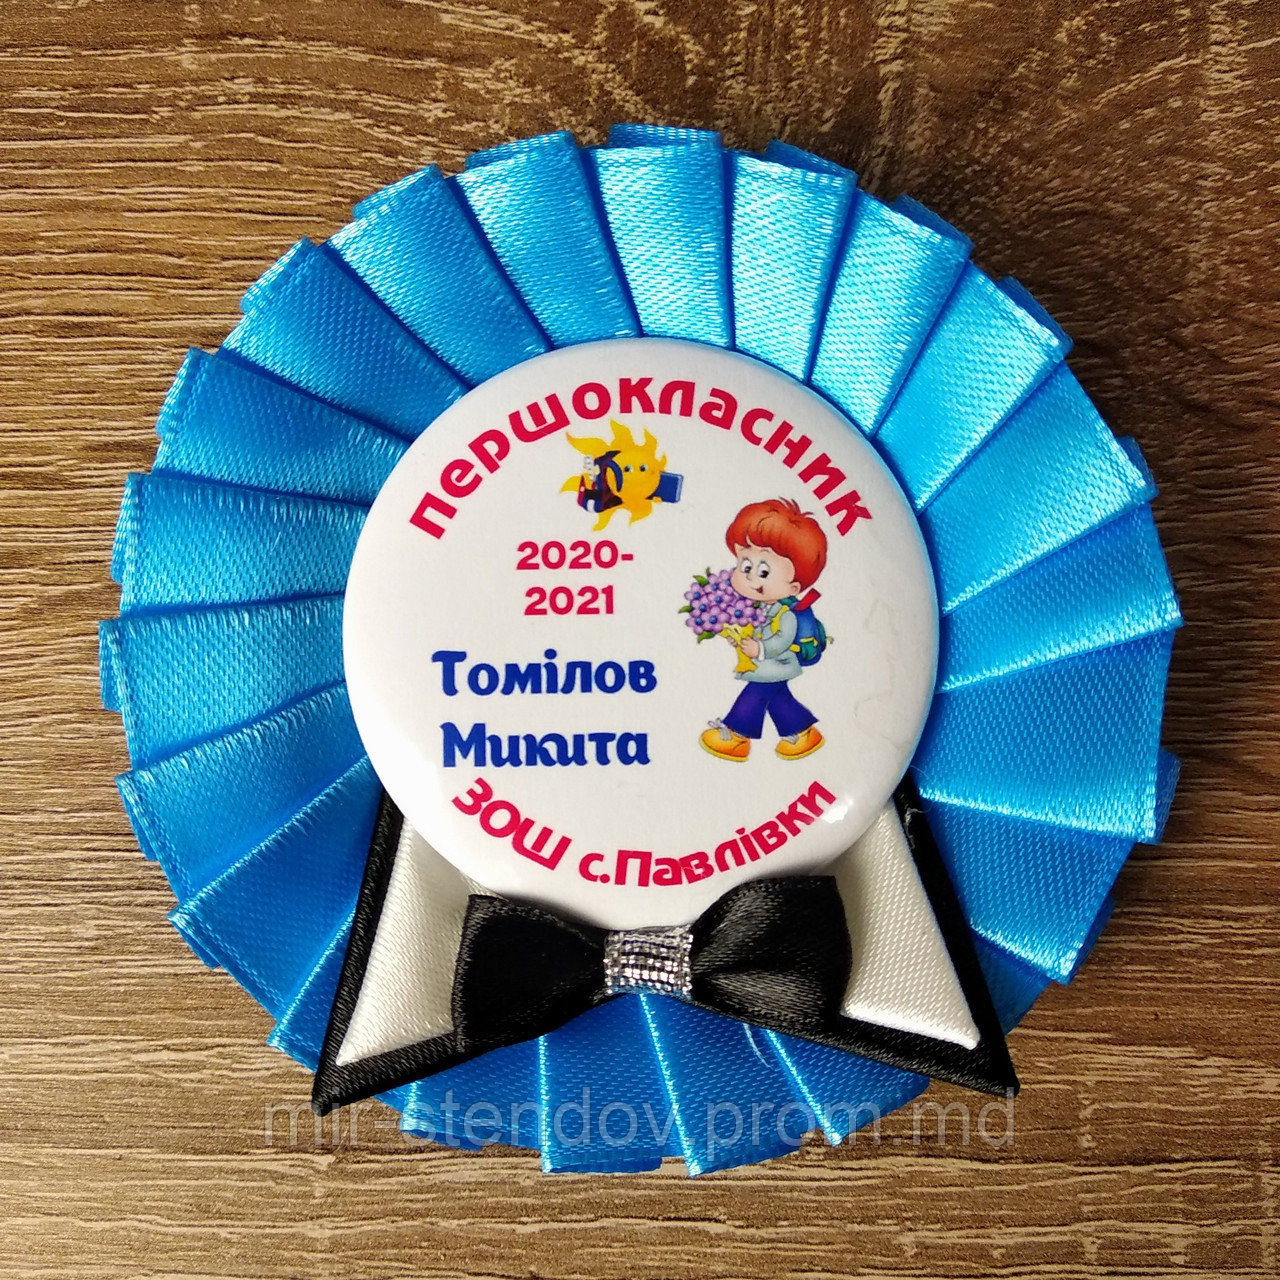 першокласник
2020-
2021
Томілов
Микита
ЗОШ с.Павлівки
mir-stendov.prom.md